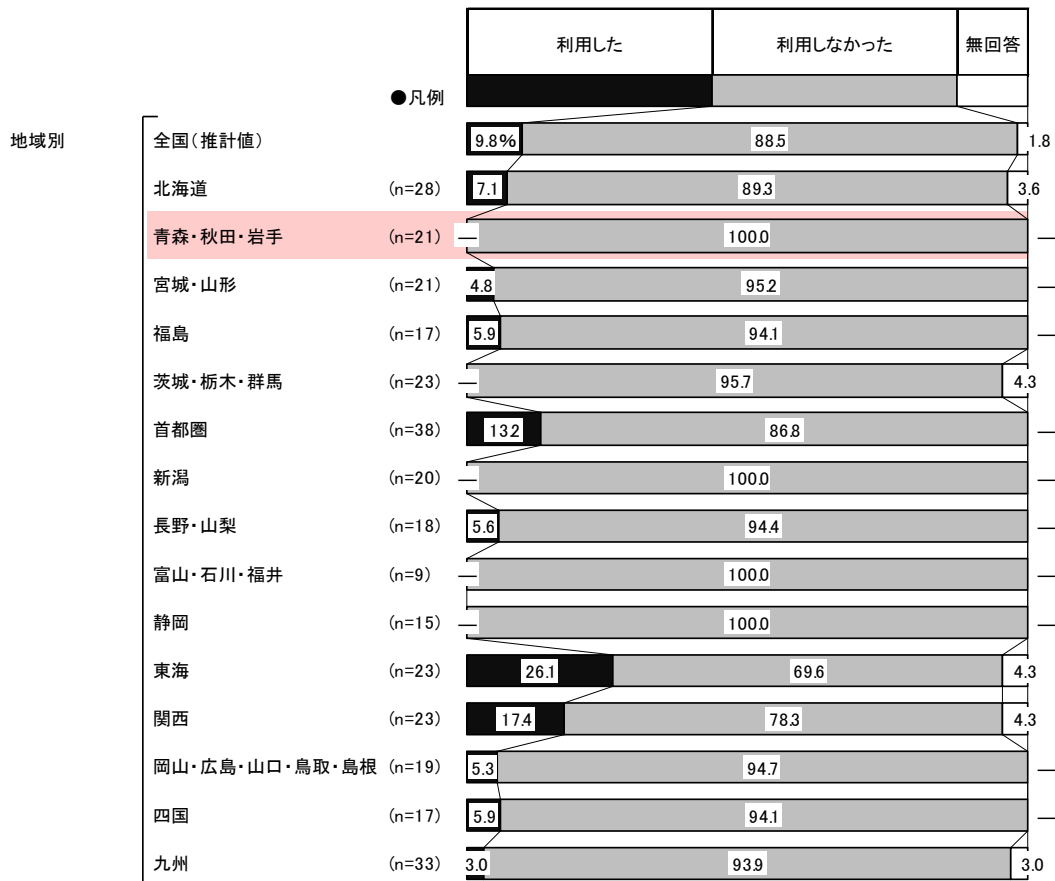 利用した 利用しなかった 無回答
●凡例
地域別
全国(推計値) 9.8% 88.5 1.8
北海道 (n=28) 7.1 89.3 3.6
青森・秋田・岩手 (n=21) — 100.0 —
宮城・山形 (n=21) 4.8 95.2 —
福島 (n=17) 5.9 94.1 —
茨城・栃木・群馬 (n=23) — 95.7 4.3
首都圏 (n=38) 13.2 86.8 —
新潟 (n=20) — 100.0 —
長野・山梨 (n=18) 5.6 94.4 —
富山・石川・福井 (n=9) — 100.0 —
静岡 (n=15) — 100.0 —
東海 (n=23) 26.1 69.6 4.3
関西 (n=23) 17.4 78.3 4.3
岡山・広島・山口・鳥取・島根 (n=19) 5.3 94.7 —
四国 (n=17) 5.9 94.1 —
九州 (n=33) 3.0 93.9 3.0